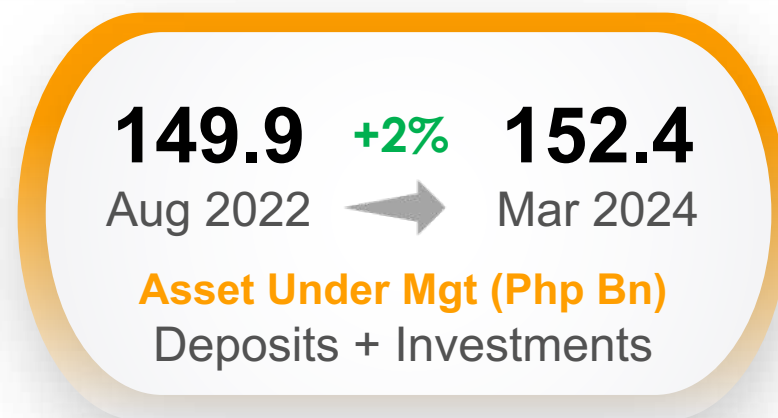 149.9 +2% 152.4
Aug 2022 Mar 2024
Asset Under Mgt (Php Bn)
Deposits + Investments